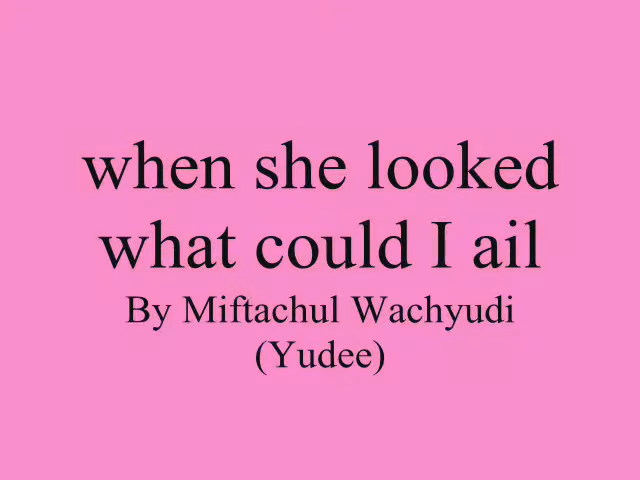 when she looked
what could I ail
By Miftachul Wachyudi
(Yudee)